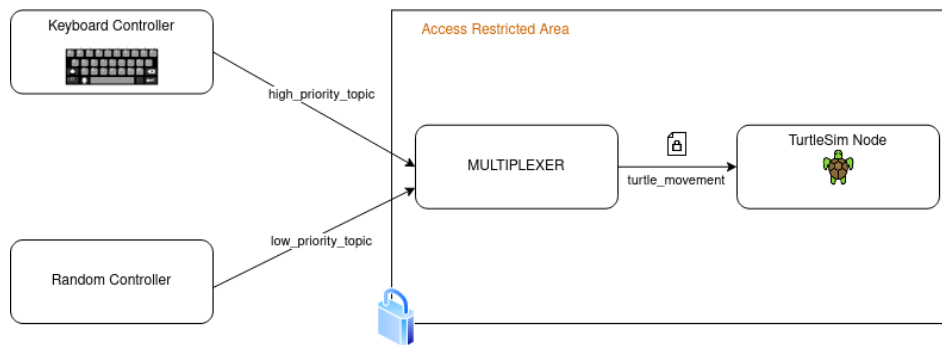 Keyboard Controller
Access Restricted Area
high_priority_topic
MULTIPLEXER
TurtleSim Node
turtle_movement
low_priority_topic
Random Controller